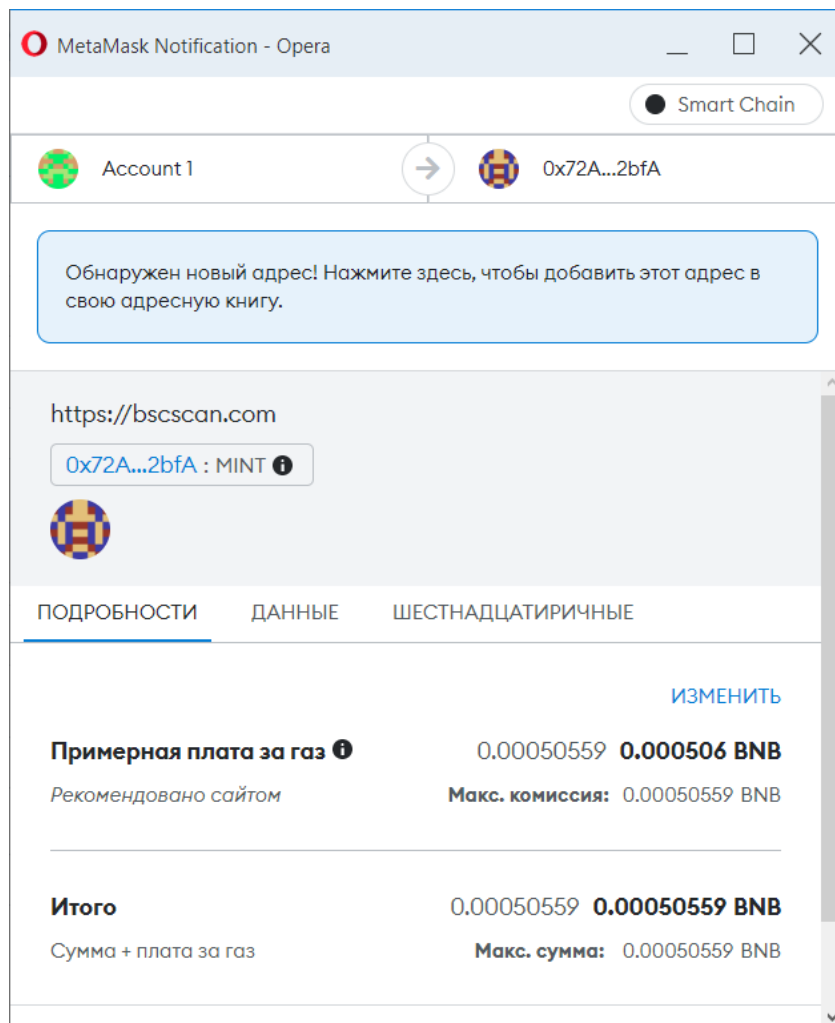 MetaMask Notification - Opera
Smart Chain
Account 1
0x72A...2bfA
Обнаружен новый адрес! Нажмите здесь, чтобы добавить этот адрес в
свою адресную книгу.
https://bscscan.com
0x72A...2bfA : MINT
ПОДРОБНОСТИ ДАННЫЕ ШЕСТНАДЦАТИРИЧНЫЕ
ИЗМЕНИТЬ
Примерная плата за газ 0.00050559 0.000506 BNB
Рекомендовано сайтом Макс. комиссия: 0.00050559 BNB
Итого 0.00050559 0.00050559 BNB
Сумма + плата за газ Макс. сумма: 0.00050559 BNB